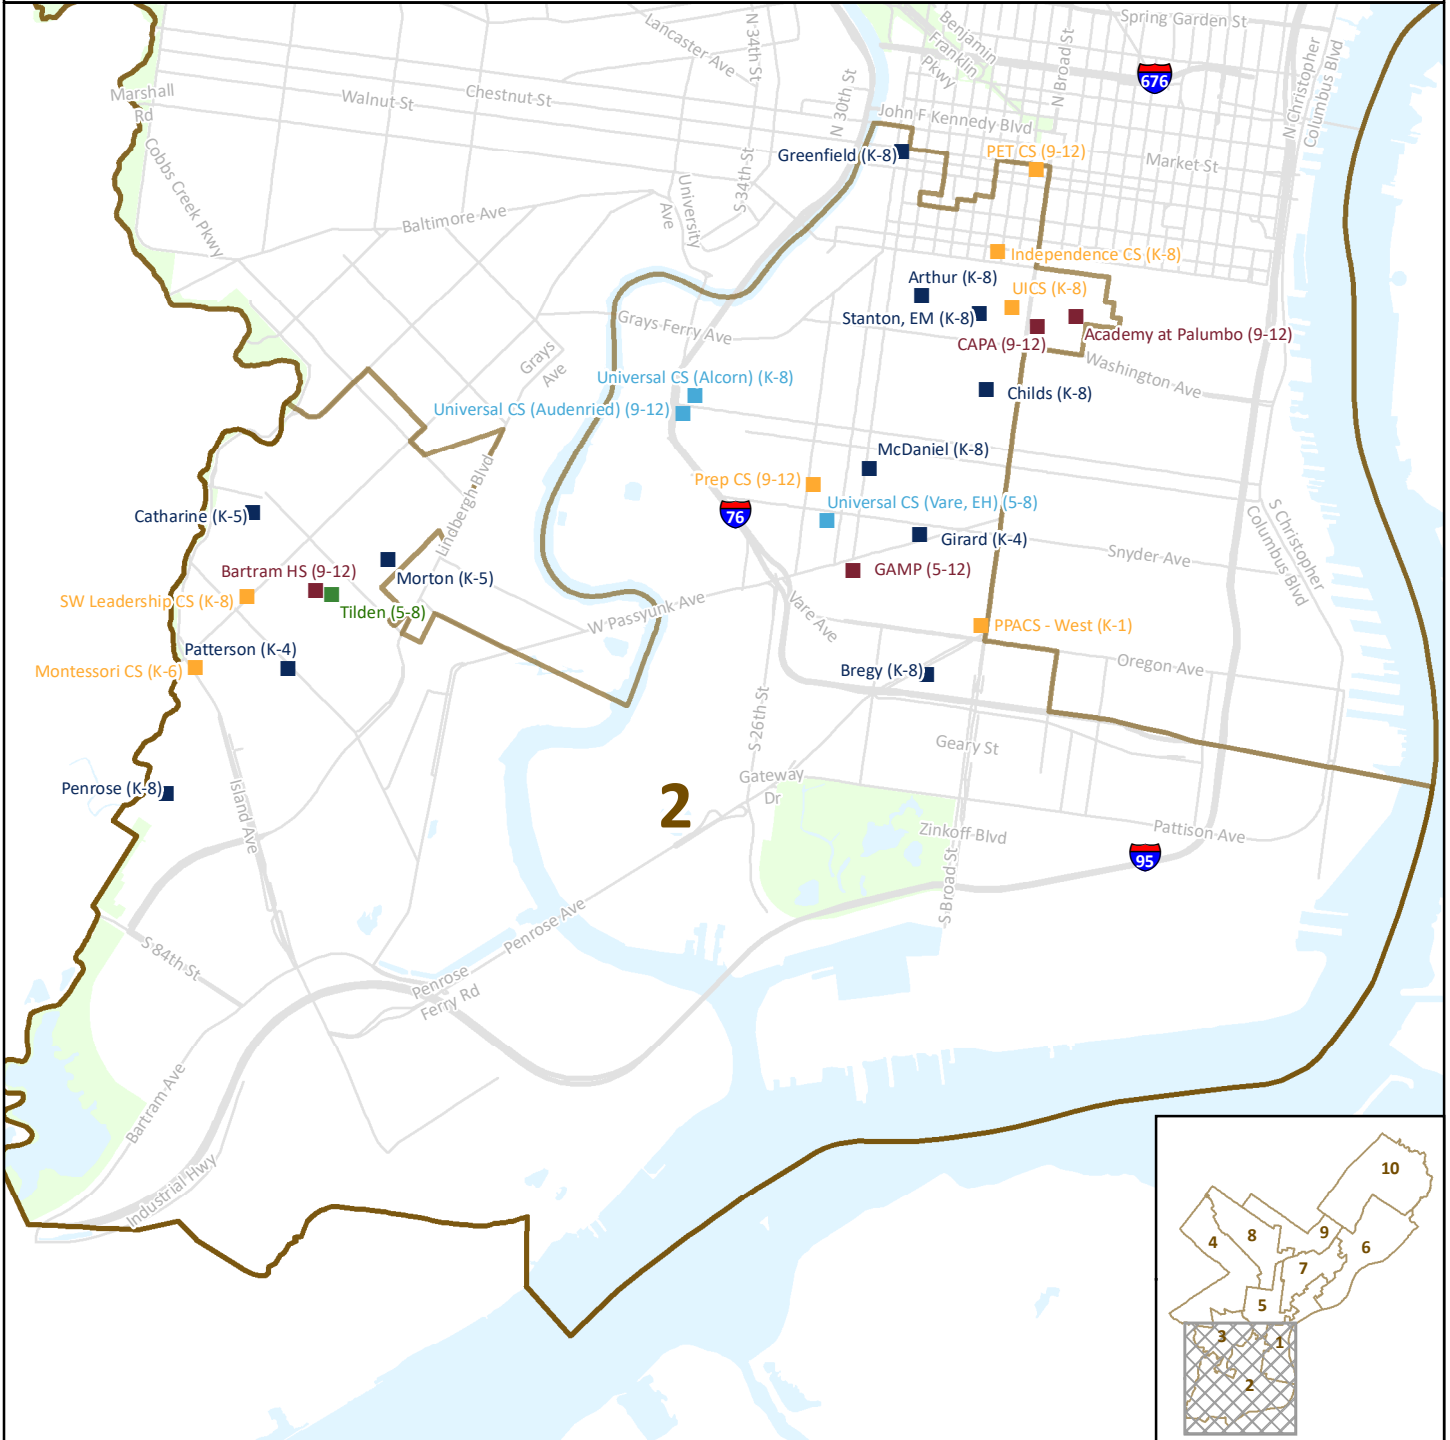 Spring Garden St
Lancaster Ave
N 34th St
Benjamin
Franklin
Pkwy
N Broad St
676
N Christopher
Columbus Blvd
Marshall
Rd
Walnut St
Chestnut St
N 30th St
John F Kennedy Blvd
Cobbs Creek Pkwy
Greenfield (K-8)
PET CS (9-12)
Market St
S 34th St
University
Ave
Baltimore Ave
Independence CS (K-8)
Arthur (K-8)
UICS (K-8)
Stanton, EM (K-8)
Grays Ferry Ave
CAPA (9-12)
Academy at Palumbo (9-12)
Grays
Ave
Washington Ave
Universal CS (Alcorn) (K-8)
Childs (K-8)
Universal CS (Audenried) (9-12)
McDaniel (K-8)
Prep CS (9-12)
Lindbergh Blvd
Universal CS (Vare, EH) (5-8)
Catharine (K-5)
76
S Christopher
Columbus Blvd
Girard (K-4)
Snyder Ave
Bartram HS (9-12)
Morton (K-5)
GAMP (5-12)
SW Leadership CS (K-8)
Tilden (5-8)
W Passyunk Ave
Vare Ave
PPACS - West (K-1)
Patterson (K-4)
Montessori CS (K-6)
Bregy (K-8)
Oregon Ave
S 26th St
Geary St
Gateway
Dr
Penrose (K-8)
Island Ave
2
Zinkoff Blvd
Pattison Ave
95
S Broad St
Penrose Ave
S 84th St
Penrose
Ferry Rd
Bartram Ave
Industrial Hwy
10
4
8
9
6
7
5
3
1
2